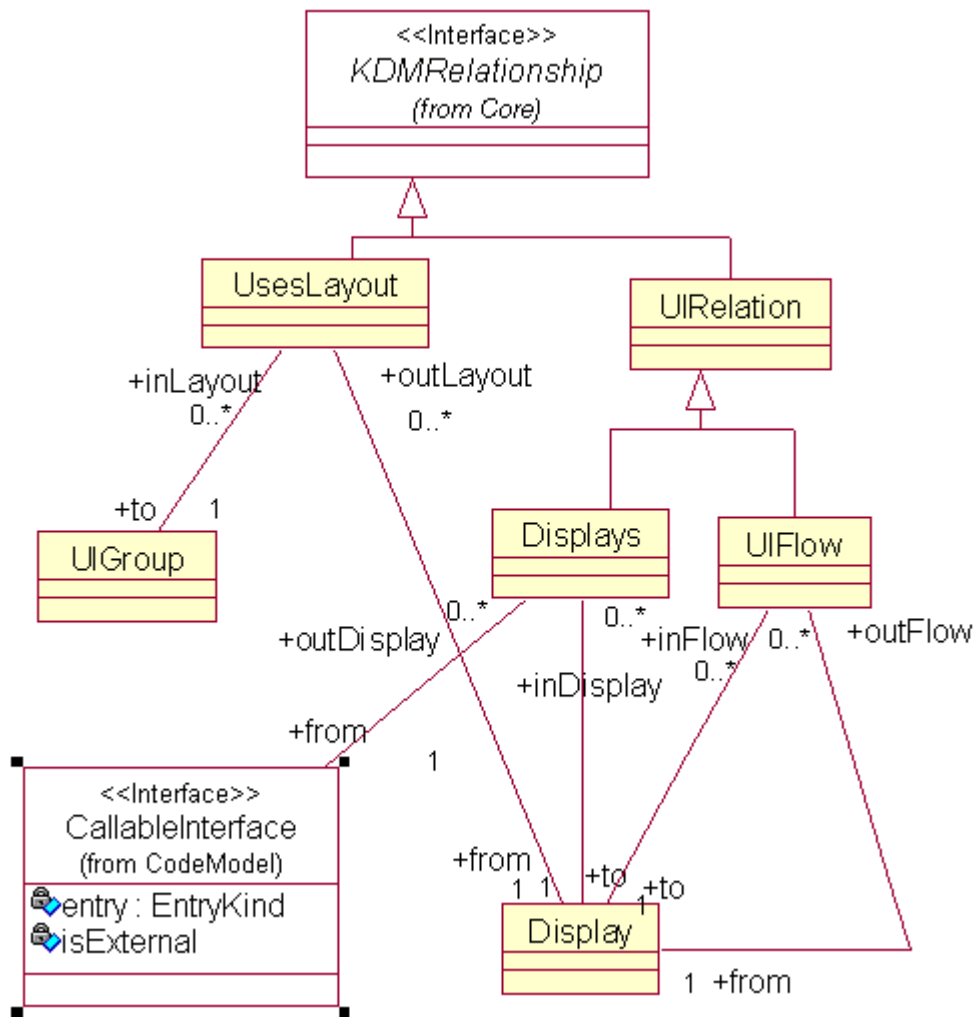 <<Interface>>
KDMRelationship
(from Core)
UsesLayout
UIRelation
+inLayout
0..*
+outLayout
0..*
+to
1
UIGroup
Displays
UIFlow
0..*
+outDisplay
0..*
+inDisplay
+inFlow
0..*
0..*
+outFlow
+from
1
<<Interface>>
CallableInterface
(from CodeModel)
entry : EntryKind
isExternal
+from
1
1
+to
1
+to
Display
1
+from